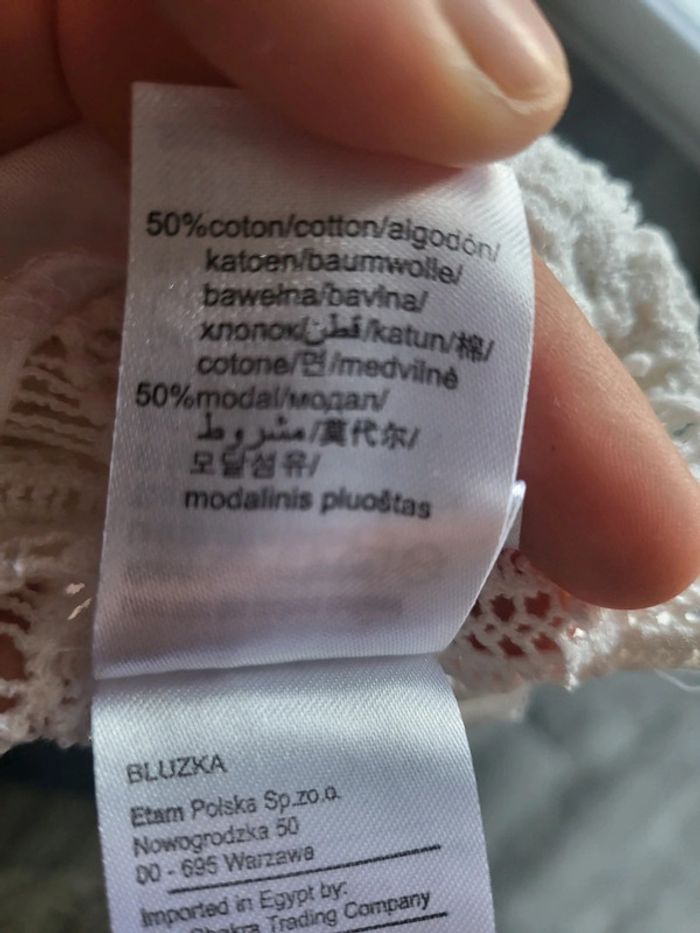 50%coton/cotton/algodón/
katoen/baumwolle/
bawełna/bavlna/
хлопок/قطن/katun/棉/
cotone/면/medvilnė
50%modal/модал/
مشروط/莫代尔/
모달섬유/
modalinis pluoštas
BLUZKA
Etam Polska Sp.zo.o.
Nowogrodzka 50
00 - 695 Warzawa
Imported in Egypt by:
Trading Company